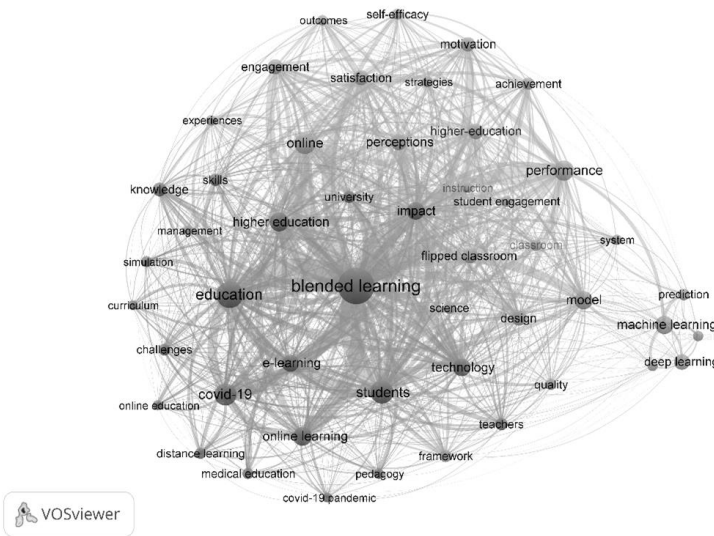 outcomes
self-efficacy
motivation
engagement
satisfaction
strategies
achievement
experiences
online
perceptions
higher-education
performance
knowledge
skills
university
instruction
student engagement
management
higher education
impact
system
classroom
simulation
flipped classroom
curriculum
education
blended learning
science
design
model
prediction
machine learning
challenges
e-learning
technology
deep learning
online education
covid-19
students
quality
online learning
teachers
distance learning
medical education
pedagogy
framework
covid-19 pandemic
VOSviewer